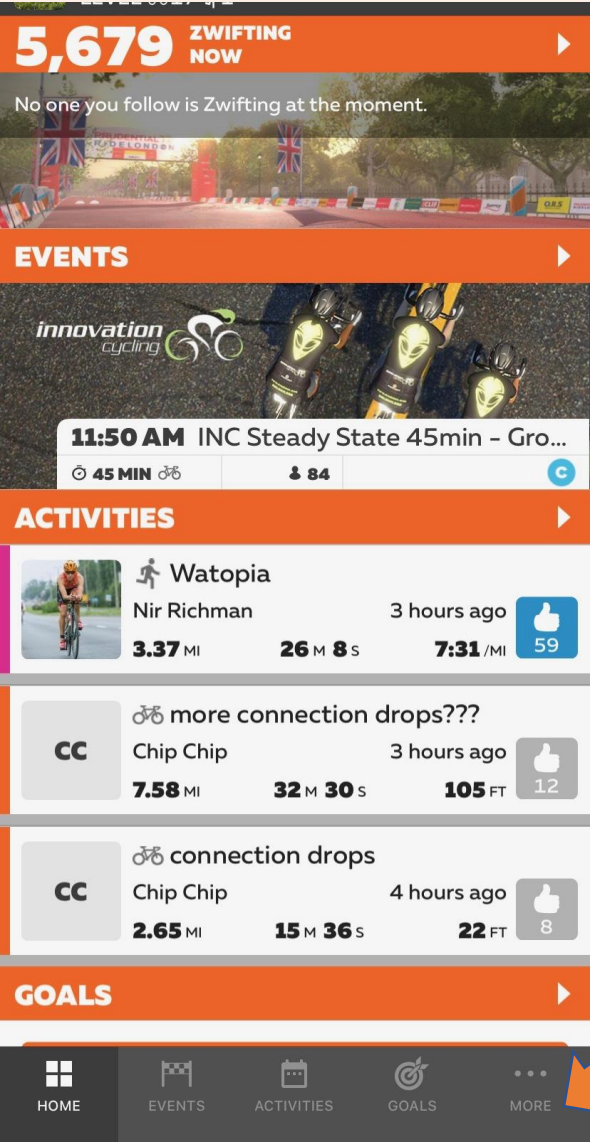 5,679 ZWIFTING NOW
No one you follow is Zwifting at the moment.
PRUDENTIAL
RIDELONDON
O.R.S
EVENTS
innovation
cycling
11:50 AM INC Steady State 45min - Gro...
45 MIN 84 C
ACTIVITIES
Watopia
Nir Richman 3 hours ago
3.37 MI 26 M 8 S 7:31 /MI 59
more connection drops???
CC Chip Chip 3 hours ago
7.58 MI 32 M 30 S 105 FT 12
connection drops
CC Chip Chip 4 hours ago
2.65 MI 15 M 36 S 22 FT 8
GOALS
HOME EVENTS ACTIVITIES GOALS MORE